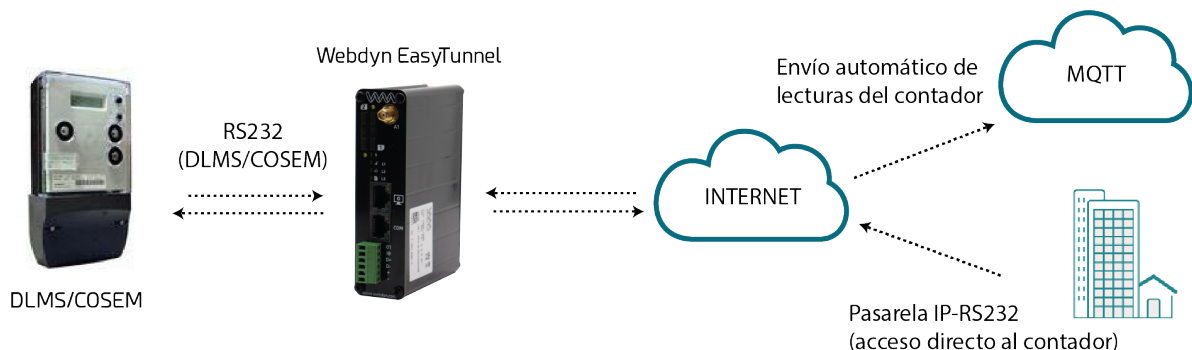 Webdyn EasyTunnel
Envío automático de
lecturas del contador
MQTT
RS232
(DLMS/COSEM)
INTERNET
COM
DLMS/COSEM
Pasarela IP-RS232
(acceso directo al contador)